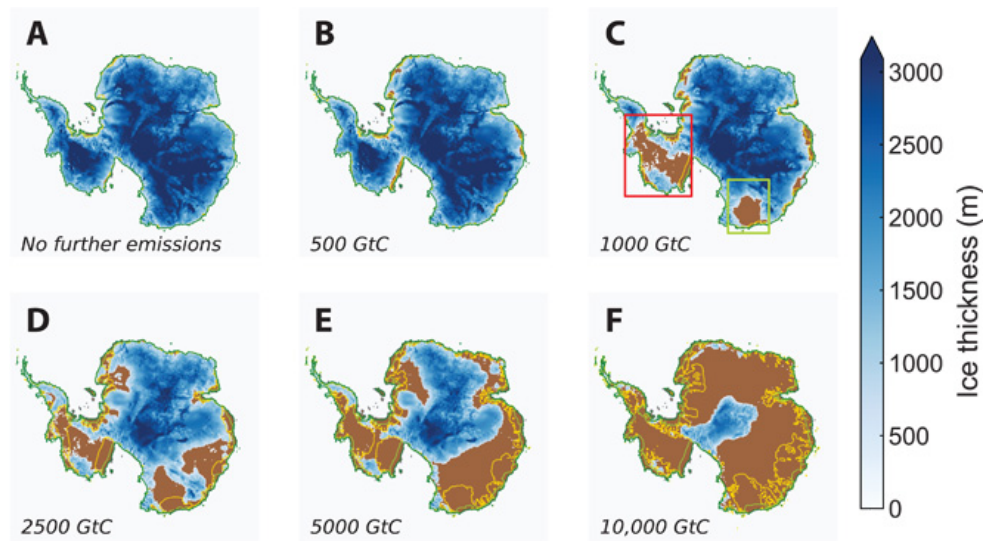 A
B
C
No further emissions
500 GtC
1000 GtC
D
E
F
2500 GtC
5000 GtC
10,000 GtC
3000
2500
2000
1500
1000
500
0
Ice thickness (m)